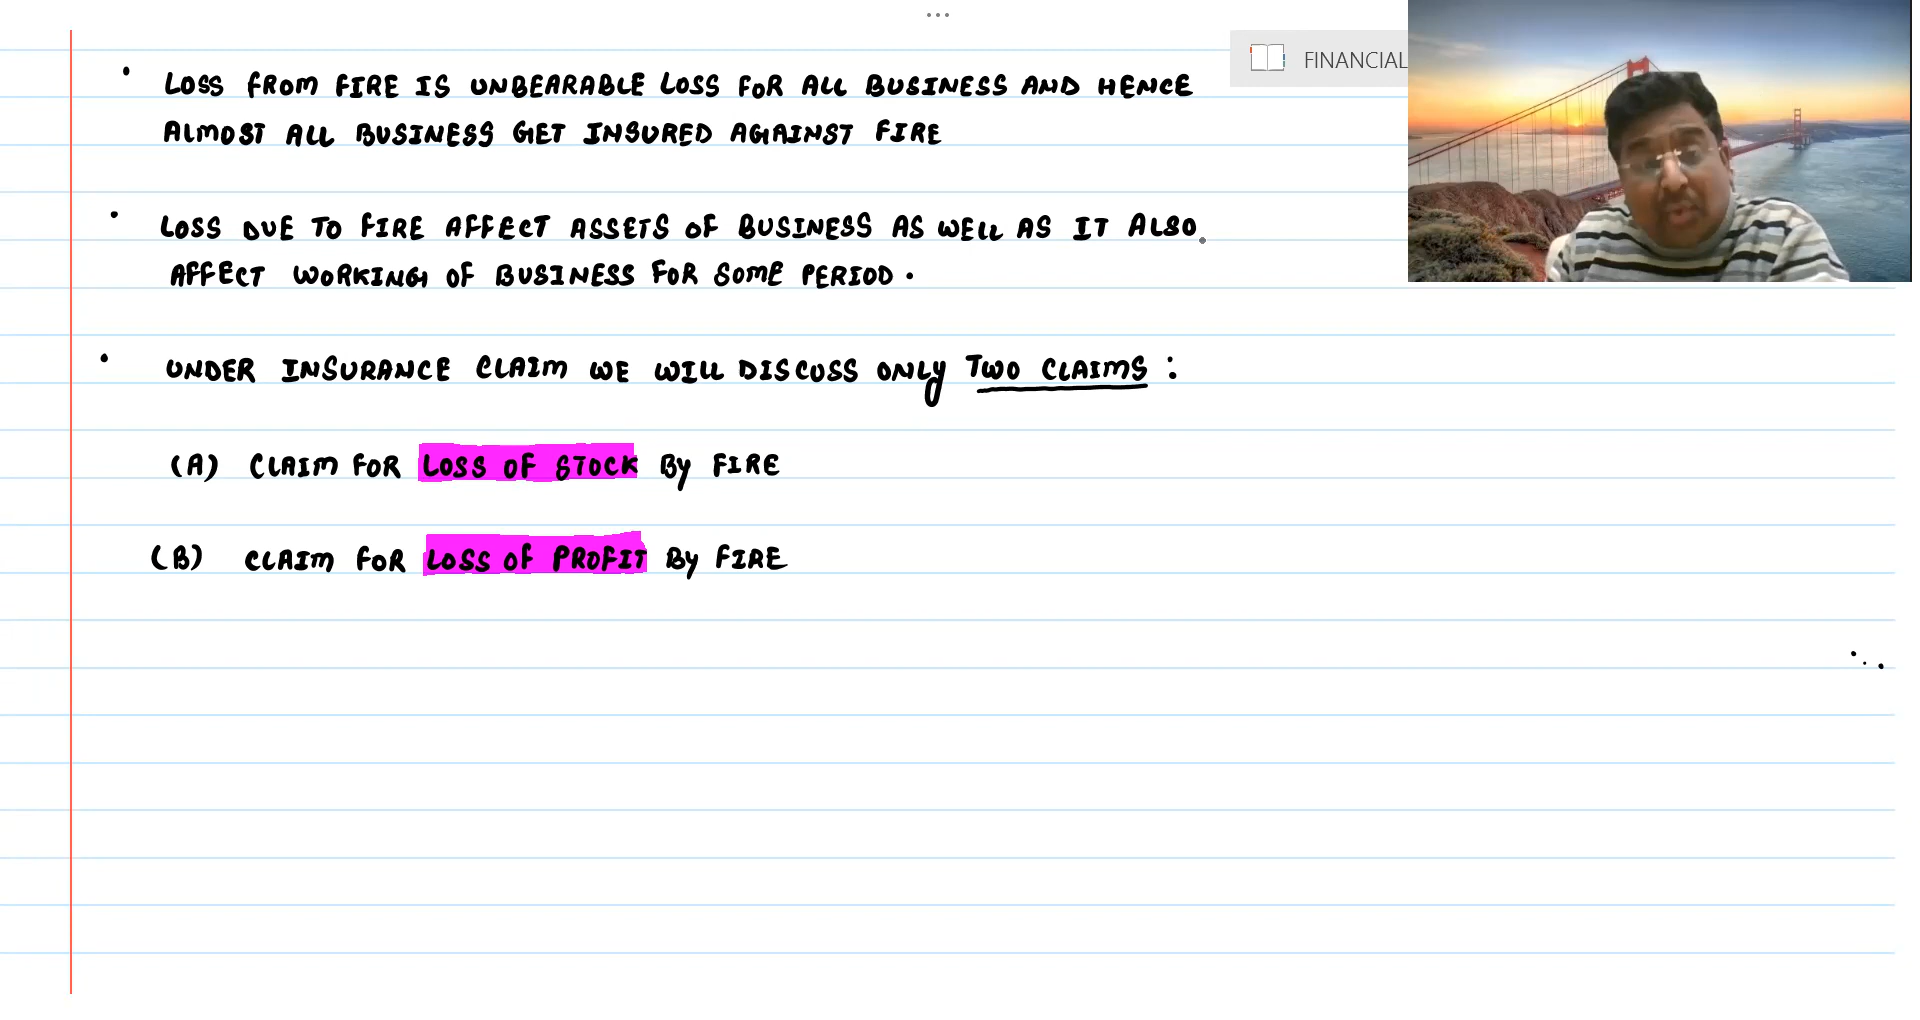 • LOSS FROM FIRE IS UNBEARABLE LOSS FOR ALL BUSINESS AND HENCE
ALMOST ALL BUSINESS GET INSURED AGAINST FIRE
• LOSS DUE TO FIRE AFFECT ASSETS OF BUSINESS AS WELL AS IT ALSO
AFFECT WORKING OF BUSINESS FOR SOME PERIOD.
• UNDER INSURANCE CLAIM WE WILL DISCUSS ONLY TWO CLAIMS :
(A) CLAIM FOR LOSS OF STOCK By FIRE
(B) CLAIM FOR LOSS OF PROFIT By FIRE
FINANCIAL